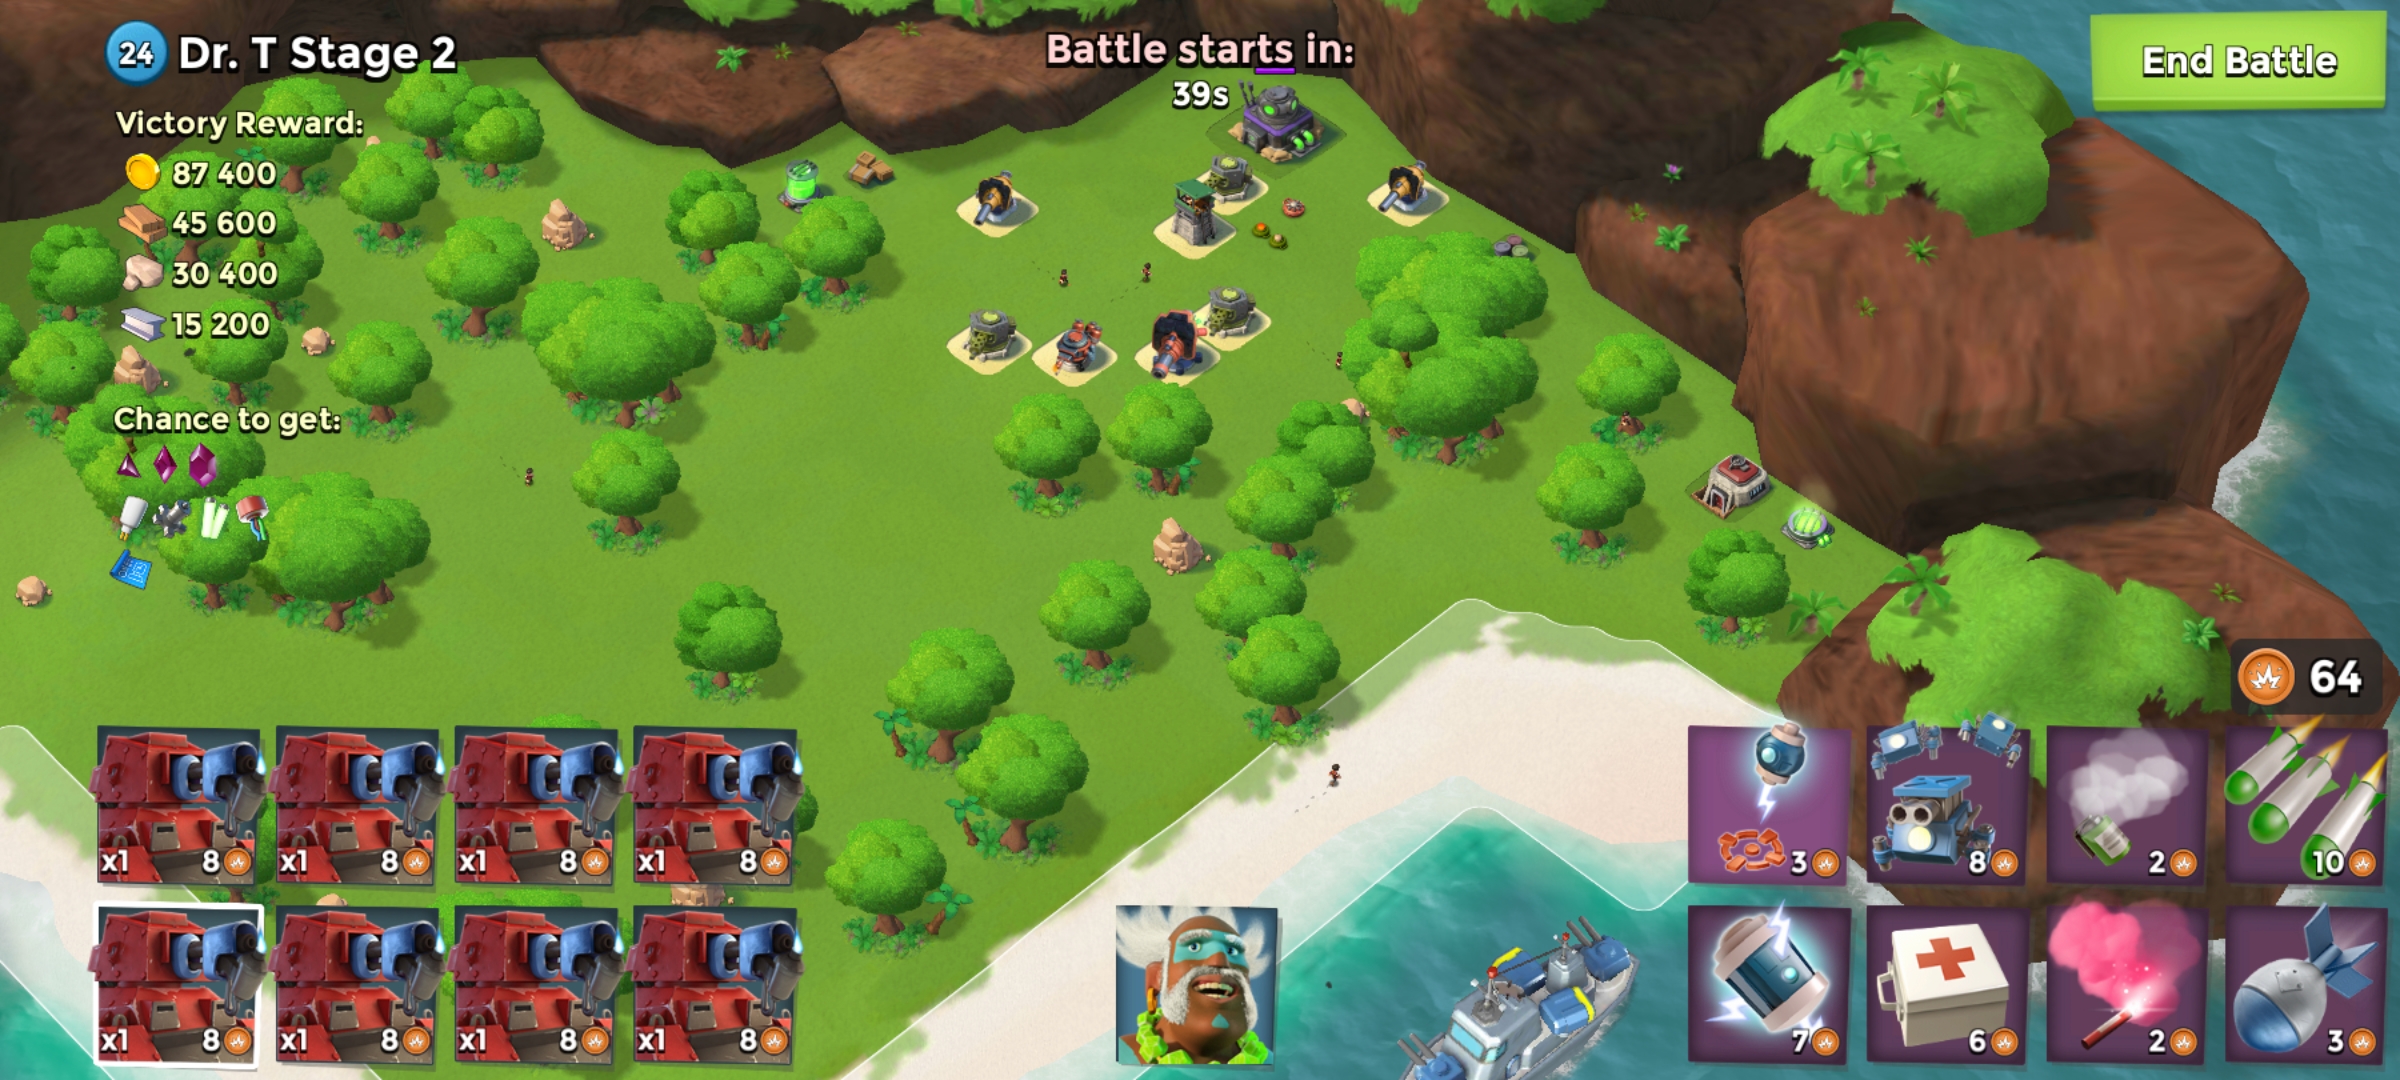 24 Dr. T Stage 2
Battle starts in:
39s
End Battle
Victory Reward:
87 400
45 600
30 400
15 200
Chance to get:
64
x1 8 x1 8 x1 8 x1 8
3 8 2 10
x1 8 x1 8 x1 8 x1 8
7 6 2 3